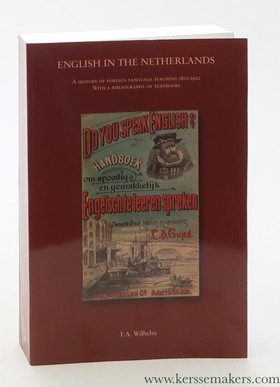 ENGLISH IN THE NETHERLANDS
A HISTORY OF FOREIGN LANGUAGE TEACHING 1800-1920
WITH A BIBLIOGRAPHY OF TEXTBOOKS
DO YOU SPEAK ENGLISH?
HANDBOEK
om spoedig
en gemakkelijk
Engelsch te leeren spreken
F.A. Wilhelm
www.kerssemakers.com